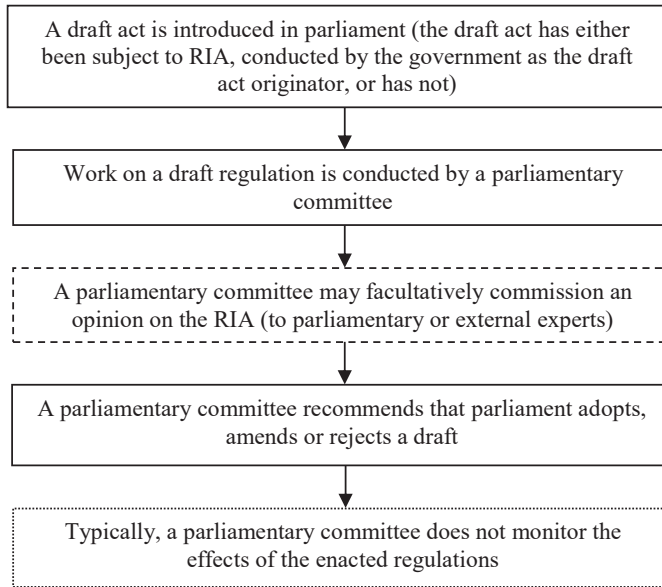 A draft act is introduced in parliament (the draft act has either
been subject to RIA, conducted by the government as the draft
act originator, or has not)
Work on a draft regulation is conducted by a parliamentary
committee
A parliamentary committee may facultatively commission an
opinion on the RIA (to parliamentary or external experts)
A parliamentary committee recommends that parliament adopts,
amends or rejects a draft
Typically, a parliamentary committee does not monitor the
effects of the enacted regulations